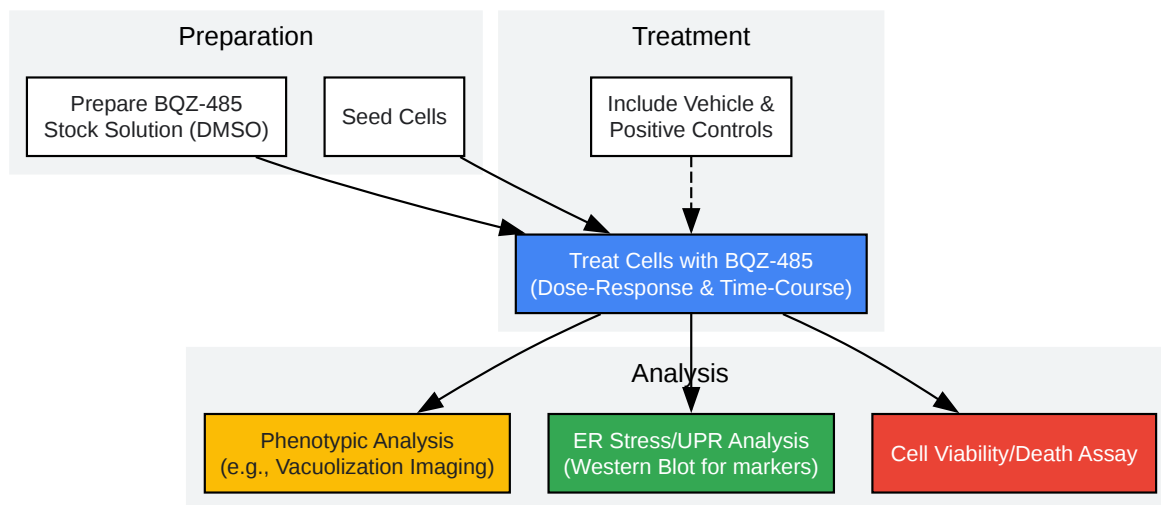 Preparation
Treatment
Prepare BQZ-485
Stock Solution (DMSO)
Seed Cells
Include Vehicle &
Positive Controls
Treat Cells with BQZ-485
(Dose-Response & Time-Course)
Analysis
Phenotypic Analysis
(e.g., Vacuolization Imaging)
ER Stress/UPR Analysis
(Western Blot for markers)
Cell Viability/Death Assay